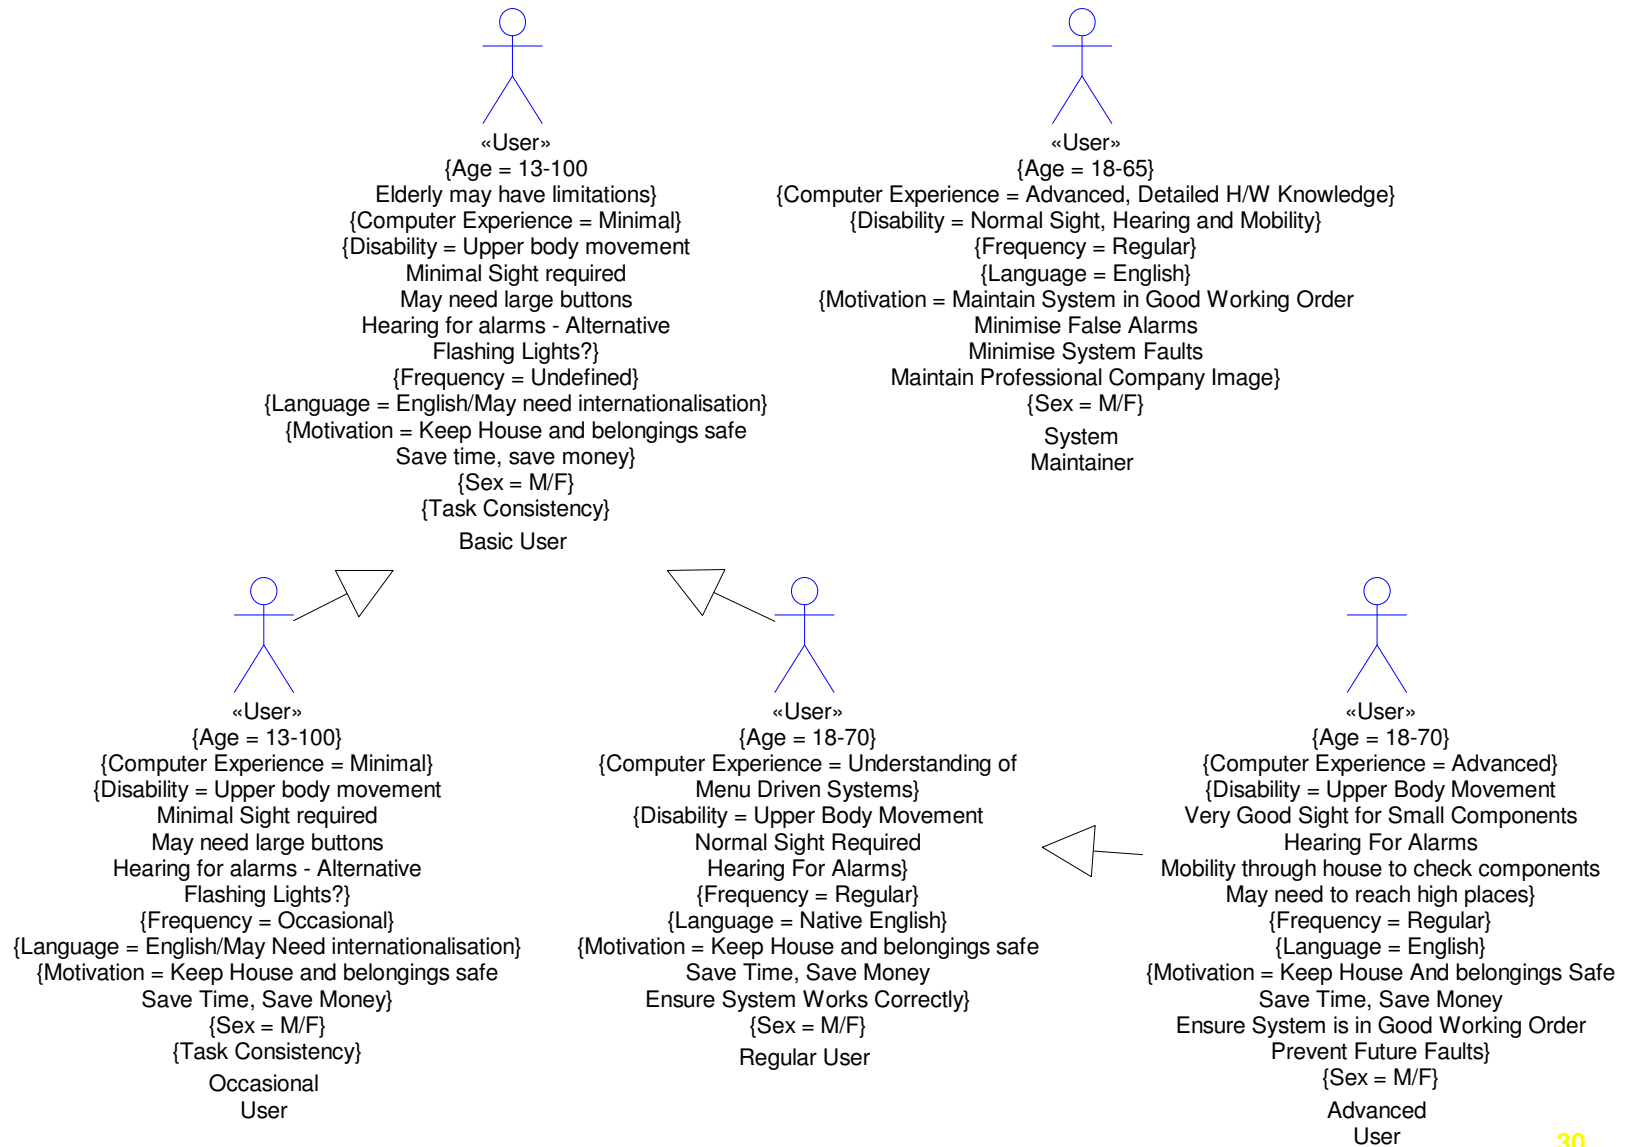 «User»
{Age = 13-100
Elderly may have limitations}
{Computer Experience = Minimal}
{Disability = Upper body movement
Minimal Sight required
May need large buttons
Hearing for alarms - Alternative
Flashing Lights?}
{Frequency = Undefined}
{Language = English/May need internationalisation}
{Motivation = Keep House and belongings safe
Save time, save money}
{Sex = M/F}
{Task Consistency}
Basic User
«User»
{Age = 18-65}
{Computer Experience = Advanced, Detailed H/W Knowledge}
{Disability = Normal Sight, Hearing and Mobility}
{Frequency = Regular}
{Language = English}
{Motivation = Maintain System in Good Working Order
Minimise False Alarms
Minimise System Faults
Maintain Professional Company Image}
{Sex = M/F}
System
Maintainer
«User»
{Age = 13-100}
{Computer Experience = Minimal}
{Disability = Upper body movement
Minimal Sight required
May need large buttons
Hearing for alarms - Alternative
Flashing Lights?}
{Frequency = Occasional}
{Language = English/May Need internationalisation}
{Motivation = Keep House and belongings safe
Save Time, Save Money}
{Sex = M/F}
{Task Consistency}
Occasional
User
«User»
{Age = 18-70}
{Computer Experience = Understanding of
Menu Driven Systems}
{Disability = Upper Body Movement
Normal Sight Required
Hearing For Alarms}
{Frequency = Regular}
{Language = Native English}
{Motivation = Keep House and belongings safe
Save Time, Save Money
Ensure System Works Correctly}
{Sex = M/F}
Regular User
«User»
{Age = 18-70}
{Computer Experience = Advanced}
{Disability = Upper Body Movement
Very Good Sight for Small Components
Hearing For Alarms
Mobility through house to check components
May need to reach high places}
{Frequency = Regular}
{Language = English}
{Motivation = Keep House And belongings Safe
Save Time, Save Money
Ensure System is in Good Working Order
Prevent Future Faults}
{Sex = M/F}
Advanced
User
30